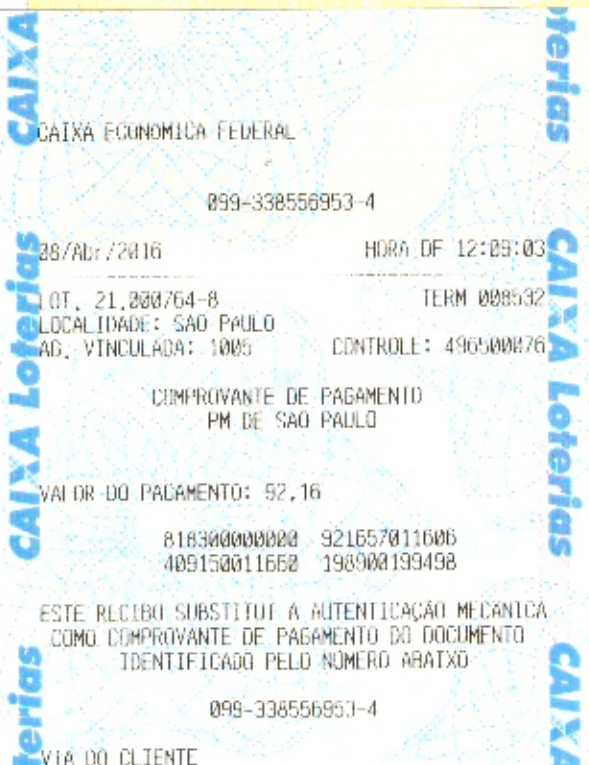 CAIXA ECONOMICA FEDERAL
099-338556953-4
08/Abr/2016 HORA DF 12:09:03
LOT. 21.000764-8 TERM 008532
LOCALIDADE: SAO PAULO
AG. VINCULADA: 1005 CONTROLE: 496500076
COMPROVANTE DE PAGAMENTO
PM DE SAO PAULO
VALOR DO PAGAMENTO: 92,16
818300000000 921657011606
409150011660 198900199498
ESTE RECIBO SUBSTITUI A AUTENTICAÇÃO MECANICA
COMO COMPROVANTE DE PAGAMENTO DO DOCUMENTO
IDENTIFICADO PELO NÚMERO ABAIXO
099-338556953-4
VIA DO CLIENTE
CAIXA
CAIXA Loterias
erias
terias
CAIXA Loterias
CAIXA